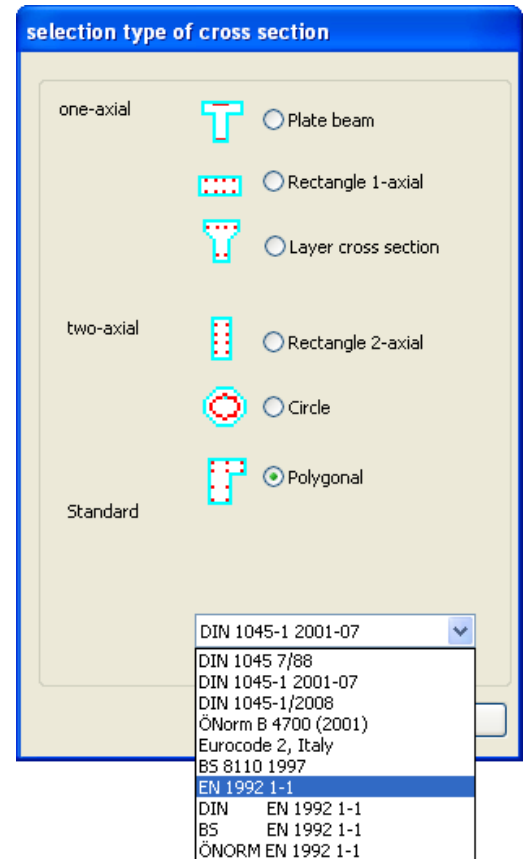 selection type of cross section
one-axial
Plate beam
Rectangle 1-axial
Layer cross section
two-axial
Rectangle 2-axial
Circle
Polygonal
Standard
DIN 1045-1 2001-07
DIN 1045 7/88
DIN 1045-1 2001-07
DIN 1045-1/2008
ÖNorm B 4700 (2001)
Eurocode 2, Italy
BS 8110 1997
EN 1992 1-1
DIN EN 1992 1-1
BS EN 1992 1-1
ÖNORM EN 1992 1-1